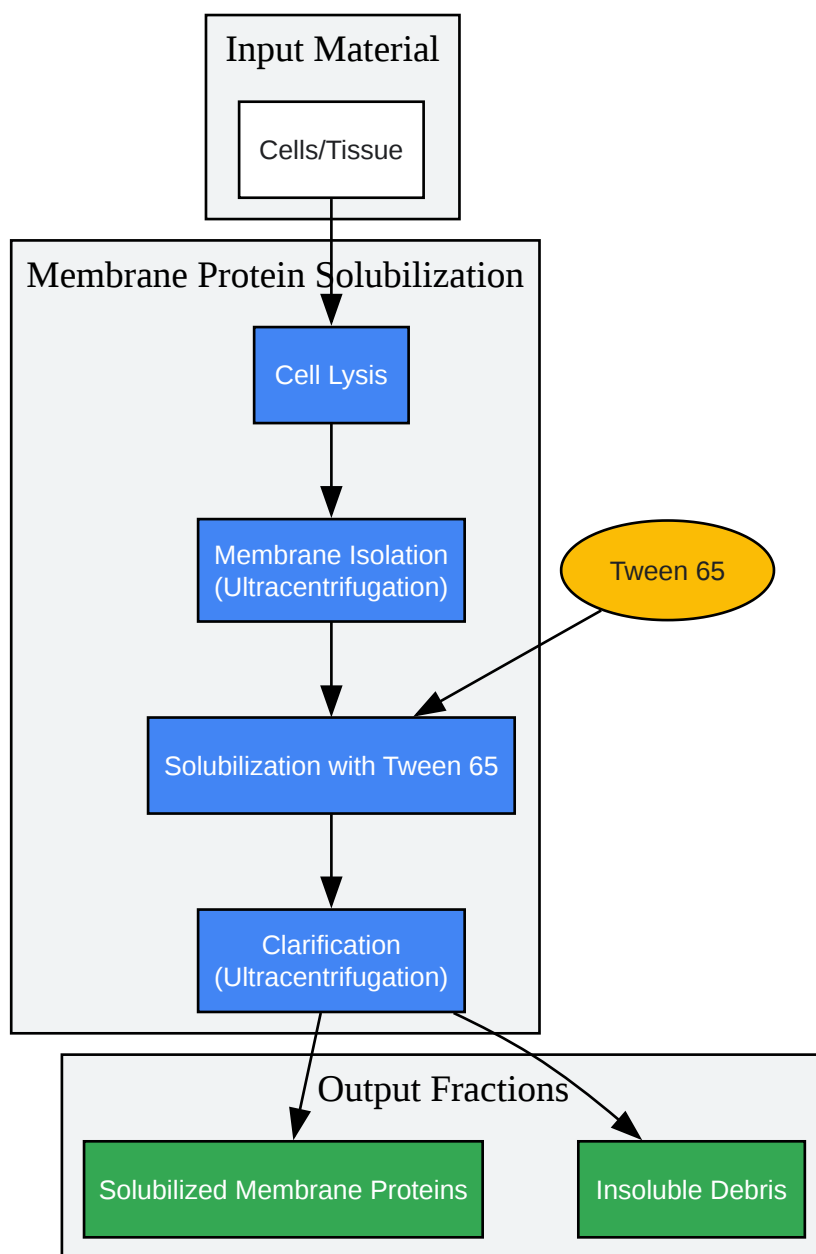 Input Material
Cells/Tissue
Membrane Protein Solubilization
Cell Lysis
Membrane Isolation
(Ultracentrifugation)
Tween 65
Solubilization with Tween 65
Clarification
(Ultracentrifugation)
Output Fractions
Solubilized Membrane Proteins
Insoluble Debris